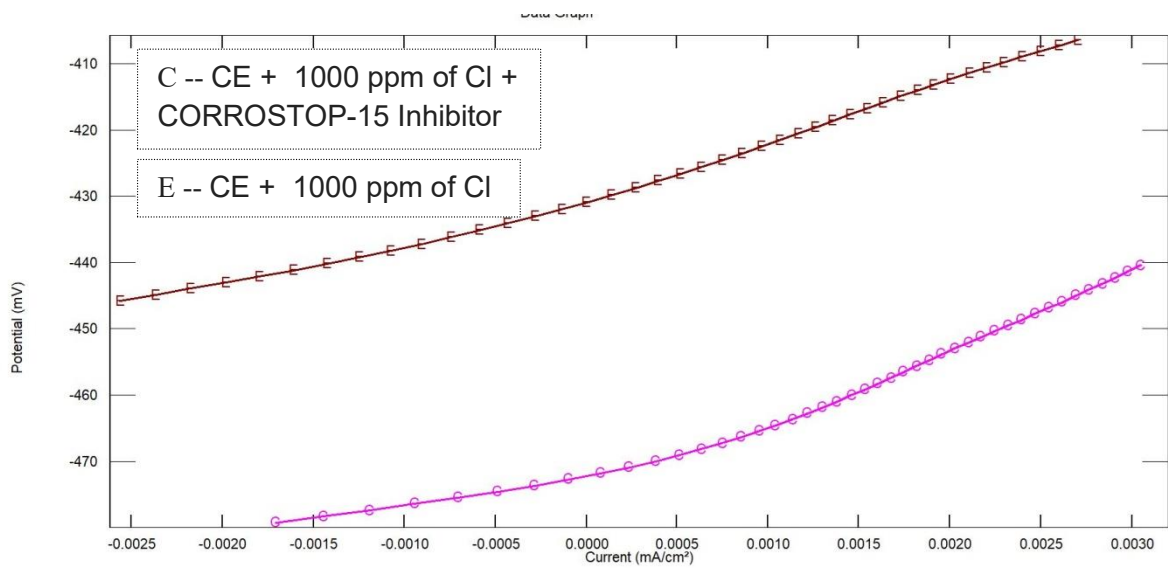 Data Graph
C -- CE + 1000 ppm of Cl +
CORROSTOP-15 Inhibitor
E -- CE + 1000 ppm of Cl
Potential (mV)
-410
-420
-430
-440
-450
-460
-470
-0.0025 -0.0020 -0.0015 -0.0010 -0.0005 0.0000 0.0005 0.0010 0.0015 0.0020 0.0025 0.0030
Current (mA/cm²)